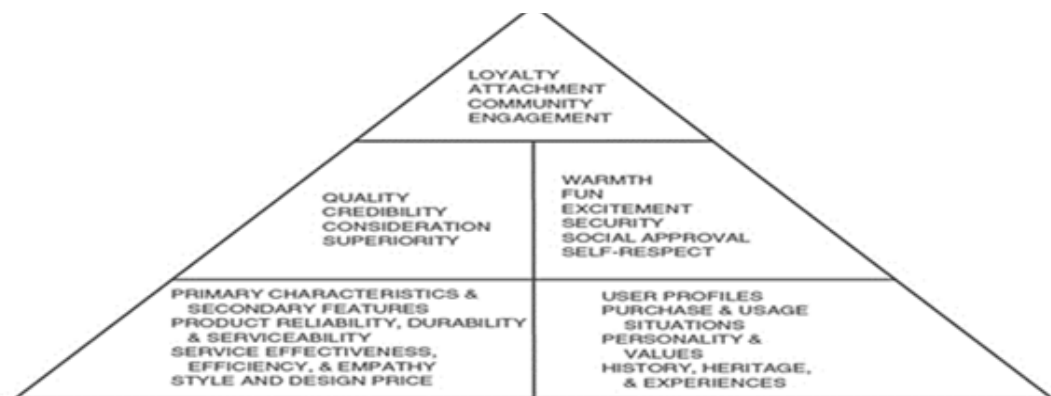 LOYALTY
ATTACHMENT
COMMUNITY
ENGAGEMENT
QUALITY
CREDIBILITY
CONSIDERATION
SUPERIORITY
WARMTH
FUN
EXCITEMENT
SECURITY
SOCIAL APPROVAL
SELF-RESPECT
PRIMARY CHARACTERISTICS &
SECONDARY FEATURES
PRODUCT RELIABILITY, DURABILITY
& SERVICEABILITY
SERVICE EFFECTIVENESS,
EFFICIENCY, & EMPATHY
STYLE AND DESIGN PRICE
USER PROFILES
PURCHASE & USAGE
SITUATIONS
PERSONALITY &
VALUES
HISTORY, HERITAGE,
& EXPERIENCES